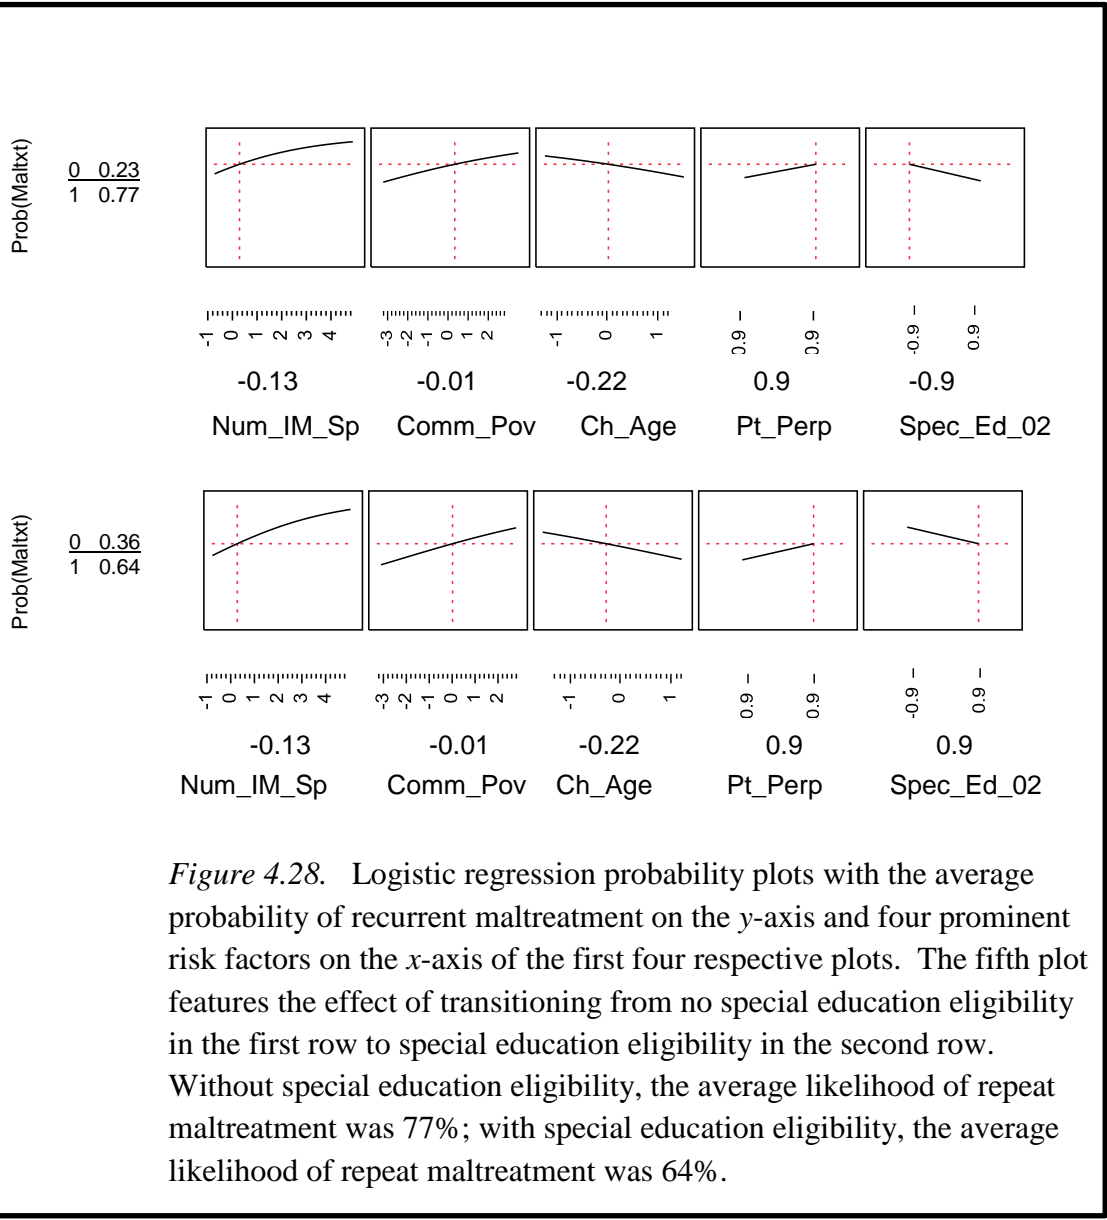 Prob(Maltxt)
0 0.23
1 0.77
-1 0 1 2 3 4
-3 -2 -1 0 1 2
-1 0 1
0.9 0.9
-0.9 0.9
-0.13 -0.01 -0.22 0.9 -0.9
Num_IM_Sp Comm_Pov Ch_Age Pt_Perp Spec_Ed_02
Prob(Maltxt)
0 0.36
1 0.64
-1 0 1 2 3 4
-3 -2 -1 0 1 2
-1 0 1
0.9 0.9
-0.9 0.9
-0.13 -0.01 -0.22 0.9 0.9
Num_IM_Sp Comm_Pov Ch_Age Pt_Perp Spec_Ed_02
Figure 4.28. Logistic regression probability plots with the average
probability of recurrent maltreatment on the y-axis and four prominent
risk factors on the x-axis of the first four respective plots. The fifth plot
features the effect of transitioning from no special education eligibility
in the first row to special education eligibility in the second row.
Without special education eligibility, the average likelihood of repeat
maltreatment was 77%; with special education eligibility, the average
likelihood of repeat maltreatment was 64%.